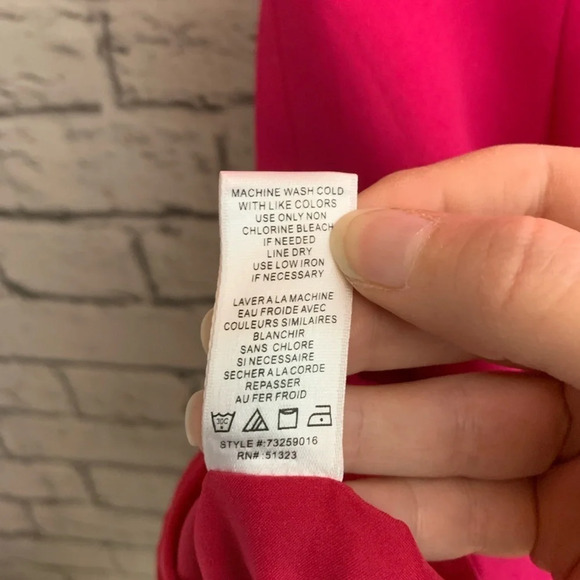 MACHINE WASH COLD
WITH LIKE COLORS
USE ONLY NON
CHLORINE BLEACH
IF NEEDED
LINE DRY
USE LOW IRON
IF NECESSARY
LAVER A LA MACHINE
EAU FROIDE AVEC
COULEURS SIMILAIRES
BLANCHIR
SANS CHLORE
SI NECESSAIRE
SECHER A LA CORDE
REPASSER
AU FER FROID
30C
STYLE #:73259016
RN#:51323